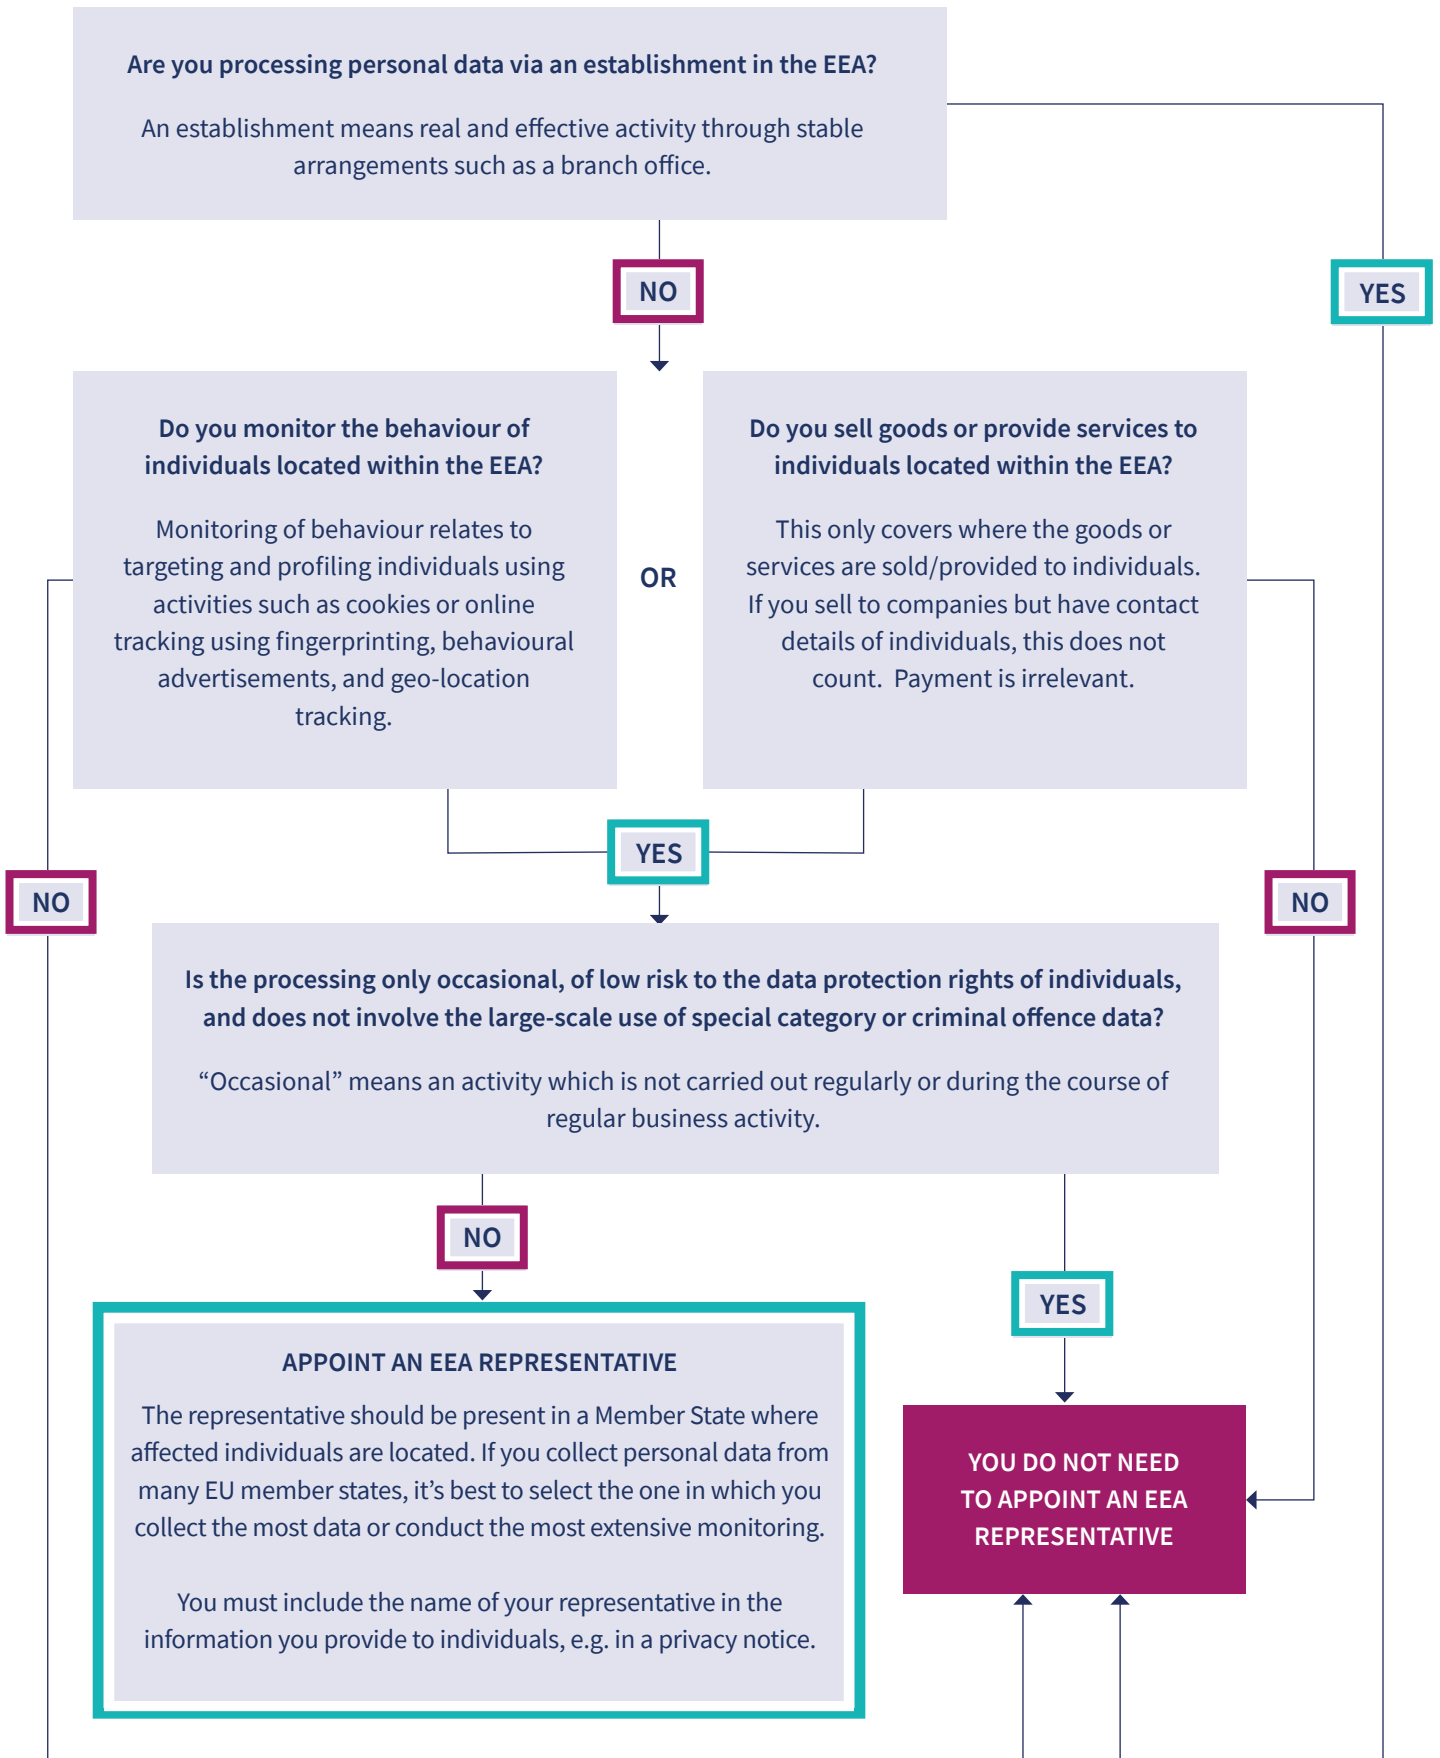 Are you processing personal data via an establishment in the EEA?
An establishment means real and effective activity through stable
arrangements such as a branch office.
NO
YES
Do you monitor the behaviour of
individuals located within the EEA?
Monitoring of behaviour relates to
targeting and profiling individuals using
activities such as cookies or online
tracking using fingerprinting, behavioural
advertisements, and geo-location
tracking.
OR
Do you sell goods or provide services to
individuals located within the EEA?
This only covers where the goods or
services are sold/provided to individuals.
If you sell to companies but have contact
details of individuals, this does not
count.  Payment is irrelevant.
YES
NO
NO
Is the processing only occasional, of low risk to the data protection rights of individuals,
and does not involve the large-scale use of special category or criminal offence data?
“Occasional” means an activity which is not carried out regularly or during the course of
regular business activity.
NO
YES
APPOINT AN EEA REPRESENTATIVE
The representative should be present in a Member State where
affected individuals are located. If you collect personal data from
many EU member states, it’s best to select the one in which you
collect the most data or conduct the most extensive monitoring.
You must include the name of your representative in the
information you provide to individuals, e.g. in a privacy notice.
YOU DO NOT NEED
TO APPOINT AN EEA
REPRESENTATIVE